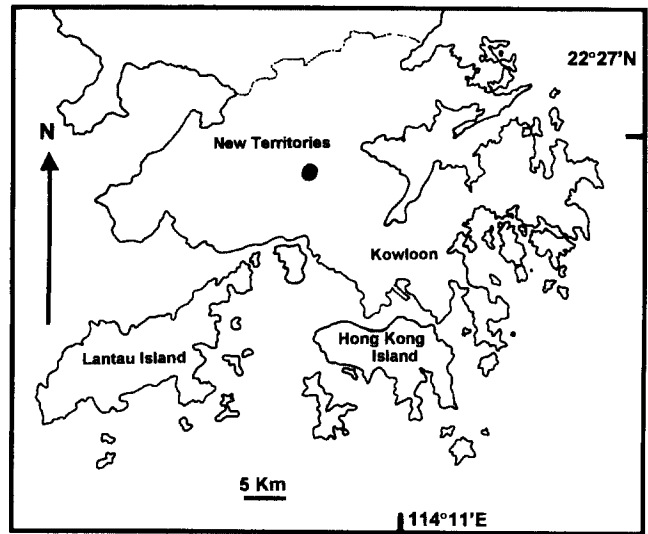 22°27'N
N
New Territories
Kowloon
Hong Kong
Island
Lantau Island
5 Km
114°11'E